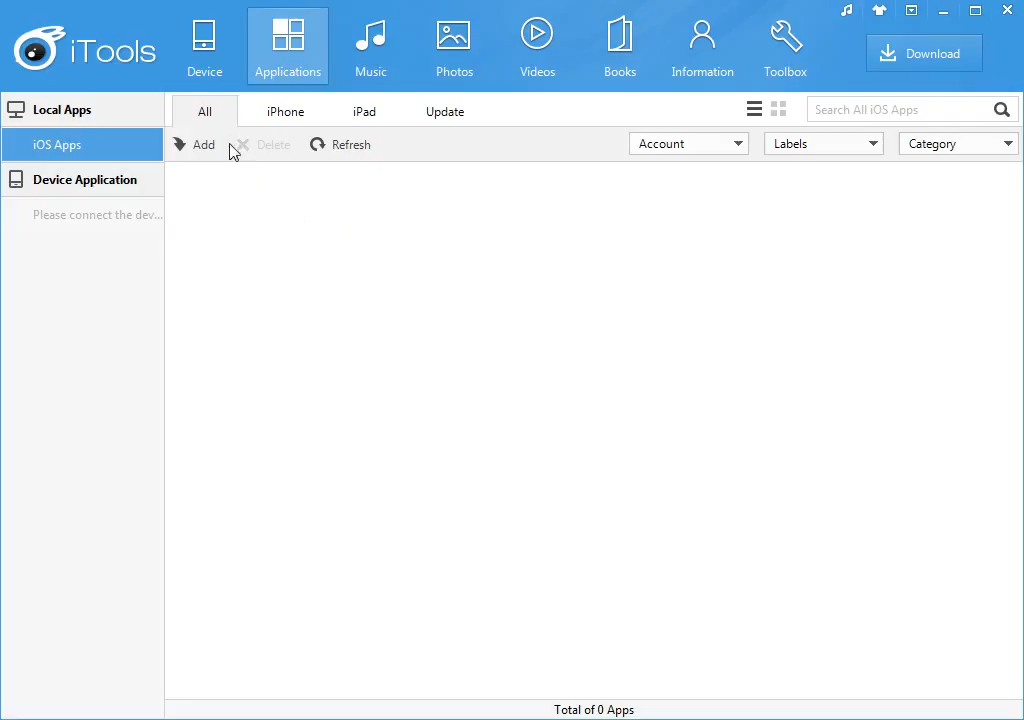 iTools
Device
Applications
Music
Photos
Videos
Books
Information
Toolbox
Download
Local Apps
iOS Apps
Device Application
Please connect the dev...
All
iPhone
iPad
Update
Search All iOS Apps
Add
Delete
Refresh
Account
Labels
Category
Total of 0 Apps